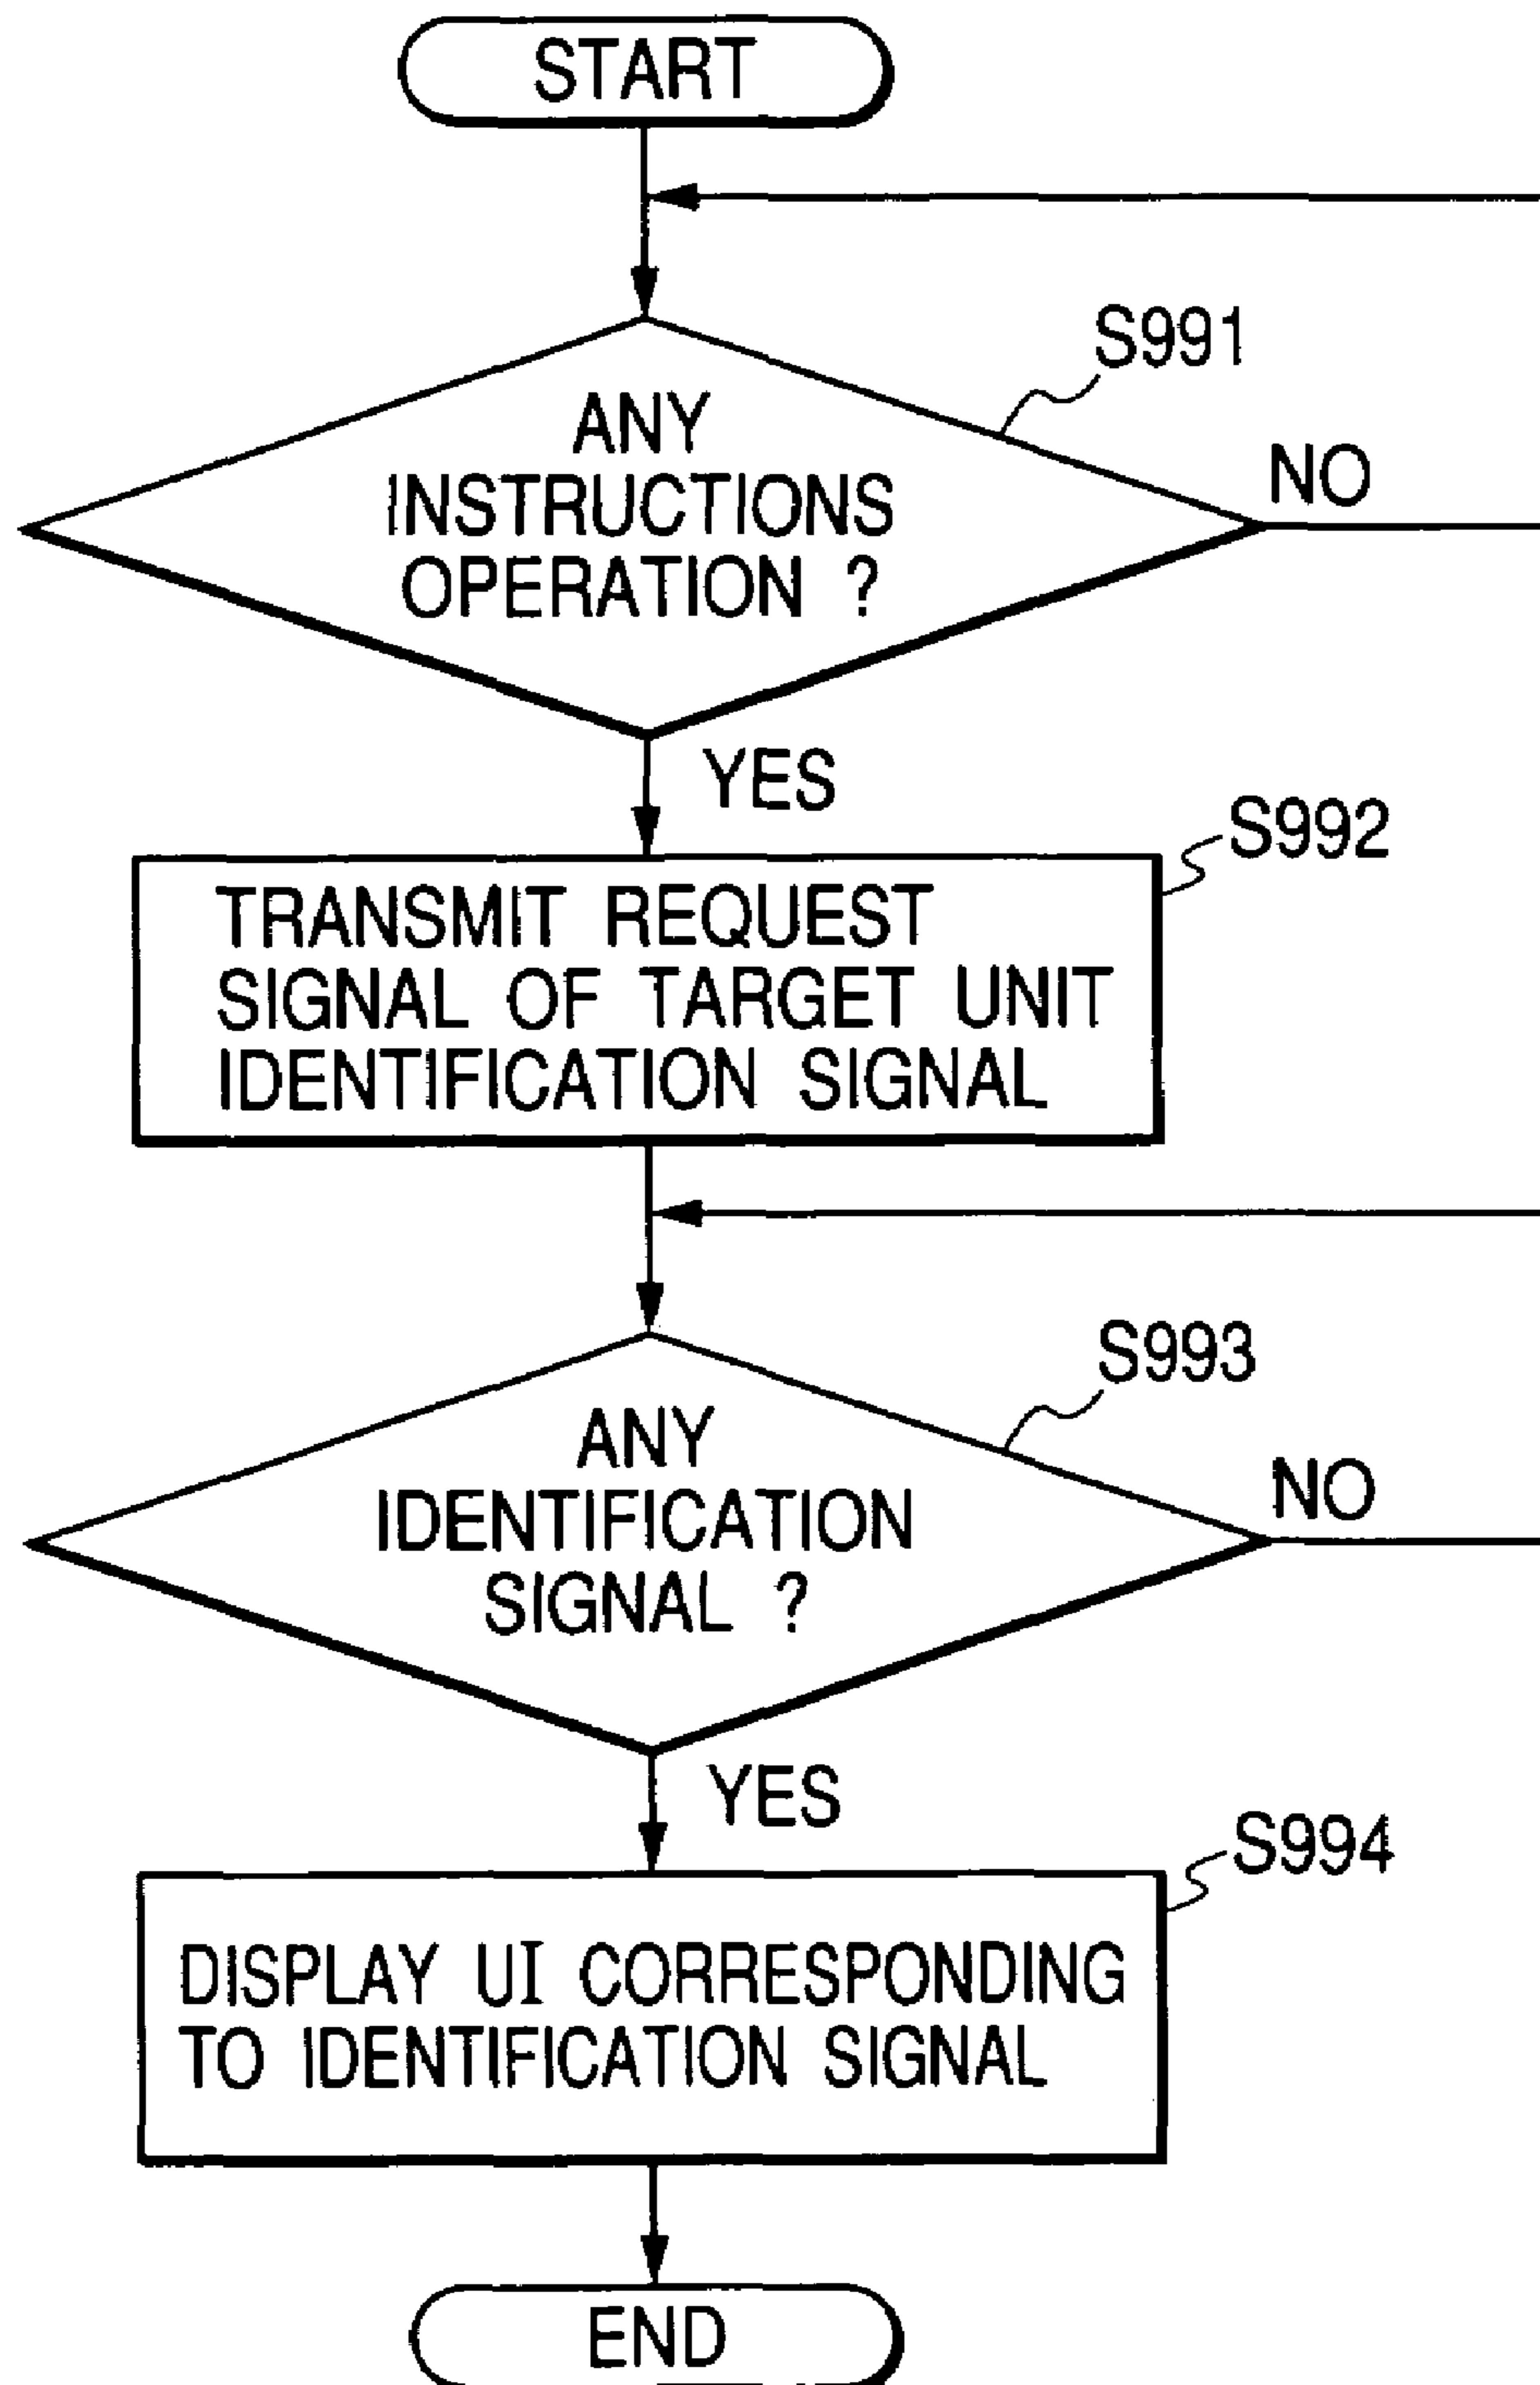 START
S991
ANY
INSTRUCTIONS
OPERATION ?
NO
YES
S992
TRANSMIT REQUEST
SIGNAL OF TARGET UNIT
IDENTIFICATION SIGNAL
S993
ANY
IDENTIFICATION
SIGNAL ?
NO
YES
S994
DISPLAY UI CORRESPONDING
TO IDENTIFICATION SIGNAL
END